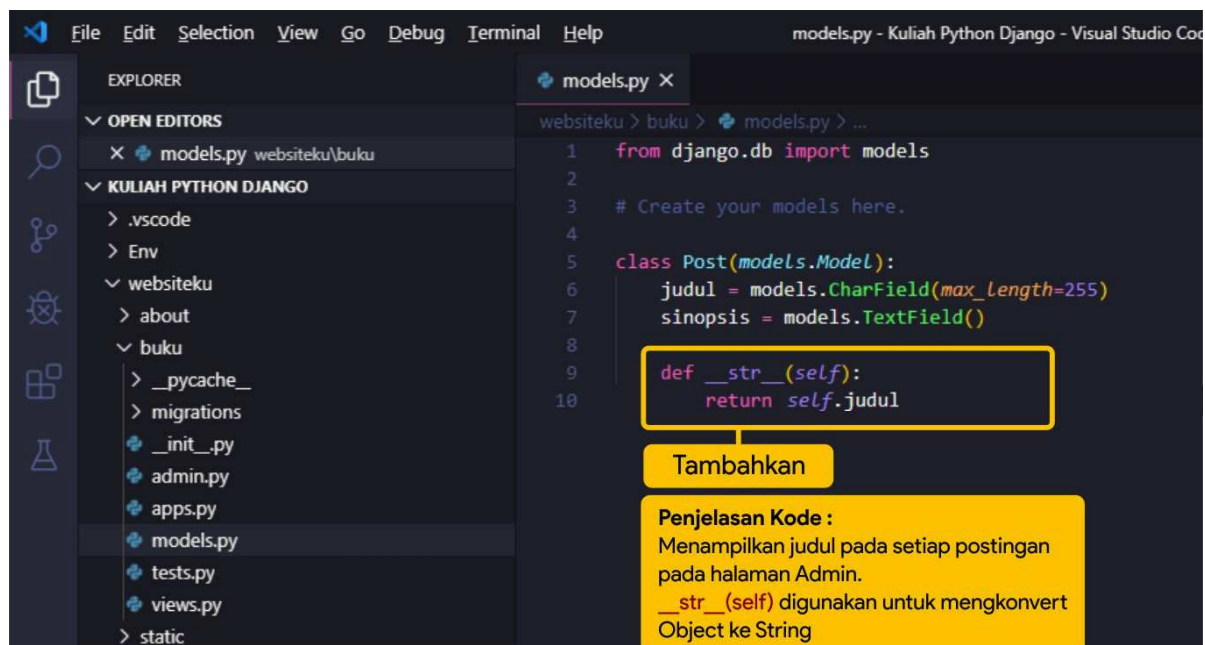 File Edit Selection View Go Debug Terminal Help models.py - Kuliah Python Django - Visual Studio Cod
EXPLORER
OPEN EDITORS
models.py websiteku\buku
KULIAH PYTHON DJANGO
.vscode
Env
websiteku
about
buku
__pycache__
migrations
__init__.py
admin.py
apps.py
models.py
tests.py
views.py
static
models.py
websiteku > buku > models.py > ...
1 from django.db import models
2
3 # Create your models here.
4
5 class Post(models.Model):
6 judul = models.CharField(max_length=255)
7 sinopsis = models.TextField()
8
9 def __str__(self):
10 return self.judul
Tambahkan
Penjelasan Kode :
Menampilkan judul pada setiap postingan
pada halaman Admin.
__str__(self) digunakan untuk mengkonvert
Object ke String